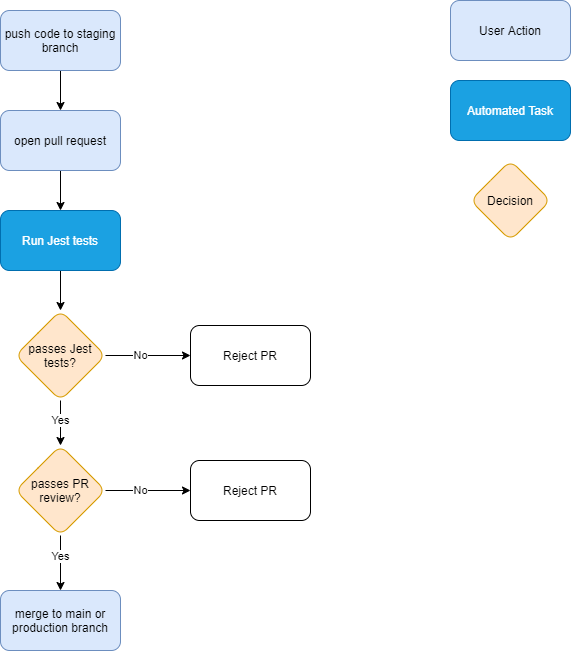 push code to staging
branch
open pull request
Run Jest tests
passes Jest
tests?
No
Reject PR
Yes
passes PR
review?
No
Reject PR
Yes
merge to main or
production branch
User Action
Automated Task
Decision